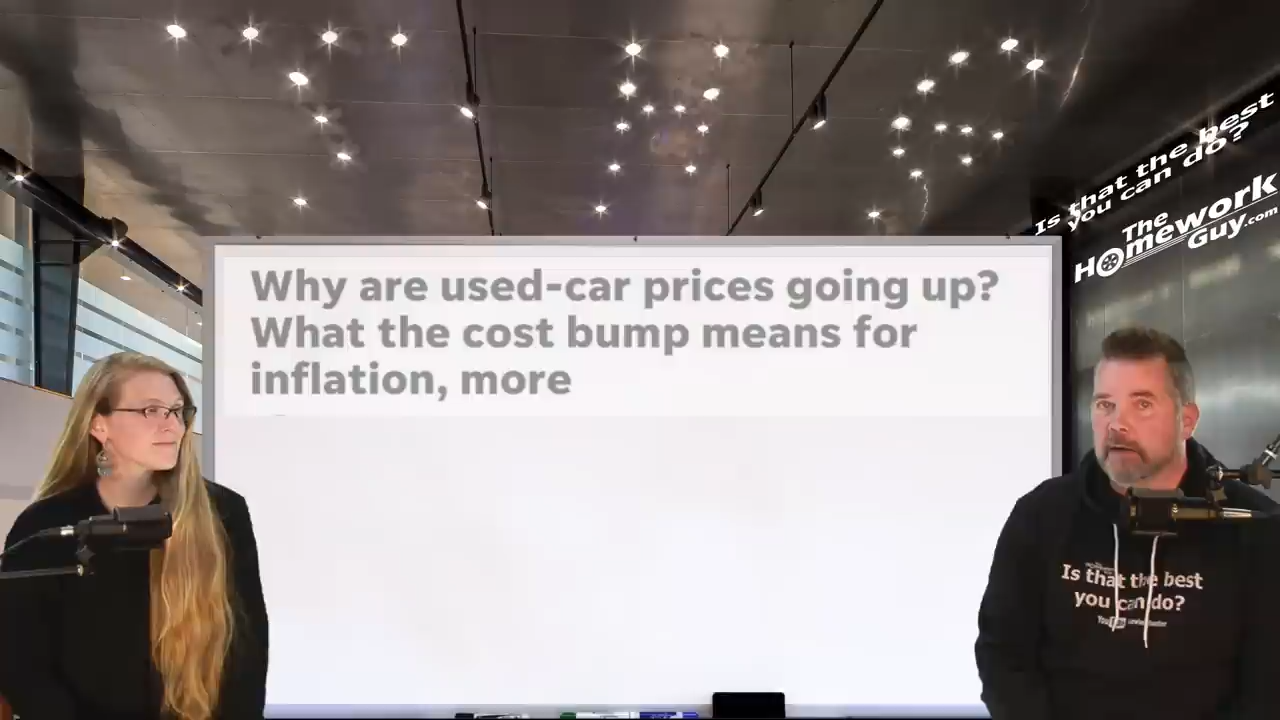 Is that the best
you can do?
The
Homework
Guy.com
Why are used-car prices going up?
What the cost bump means for
inflation, more
Is that the best
you can do?